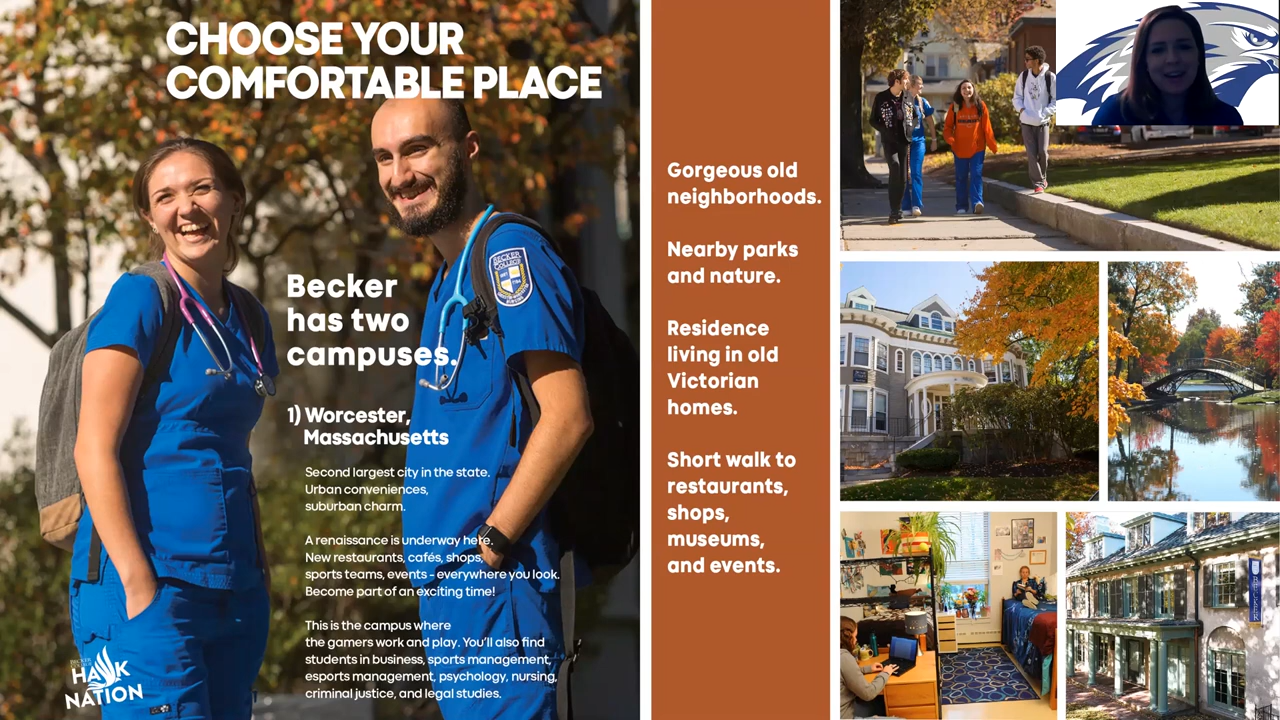 CHOOSE YOUR
COMFORTABLE PLACE
Becker
has two
campuses.
1) Worcester,
Massachusetts
Second largest city in the state.
Urban conveniences,
suburban charm.
A renaissance is underway here.
New restaurants, cafés, shops,
sports teams, events - everywhere you look.
Become part of an exciting time!
This is the campus where
the gamers work and play. You'll also find
students in business, sports management,
esports management, psychology, nursing,
criminal justice, and legal studies.
BECKER
HAWK
NATION
BECKER
COLLEGE
Gorgeous old
neighborhoods.
Nearby parks
and nature.
Residence
living in old
Victorian
homes.
Short walk to
restaurants,
shops,
museums,
and events.